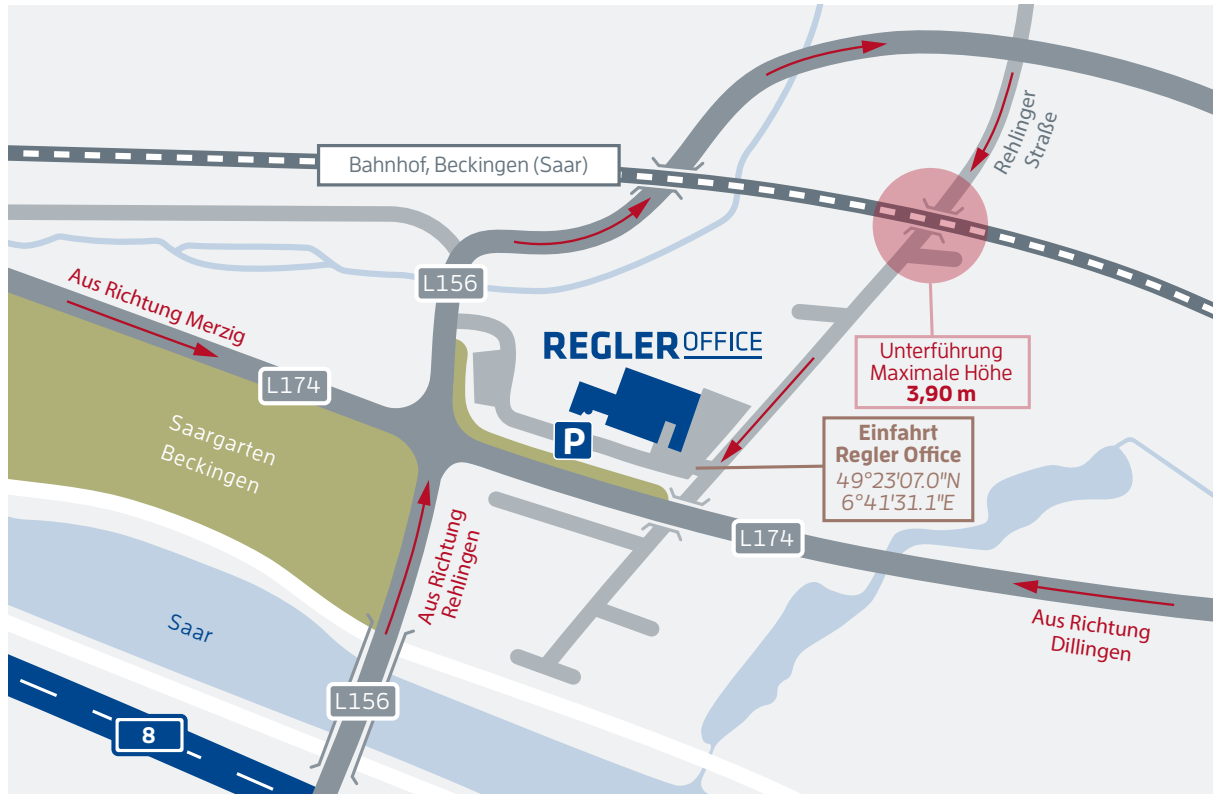 Rehlinger
Straße
Bahnhof, Beckingen (Saar)
L156
Aus Richtung Merzig
L174
REGLER OFFICE
Unterführung
Maximale Höhe
3,90 m
P
Einfahrt
Regler Office
49°23'07.0"N
6°41'31.1"E
Saargarten
Beckingen
L174
Aus Richtung
Rehlingen
Aus Richtung
Dillingen
Saar
L156
8